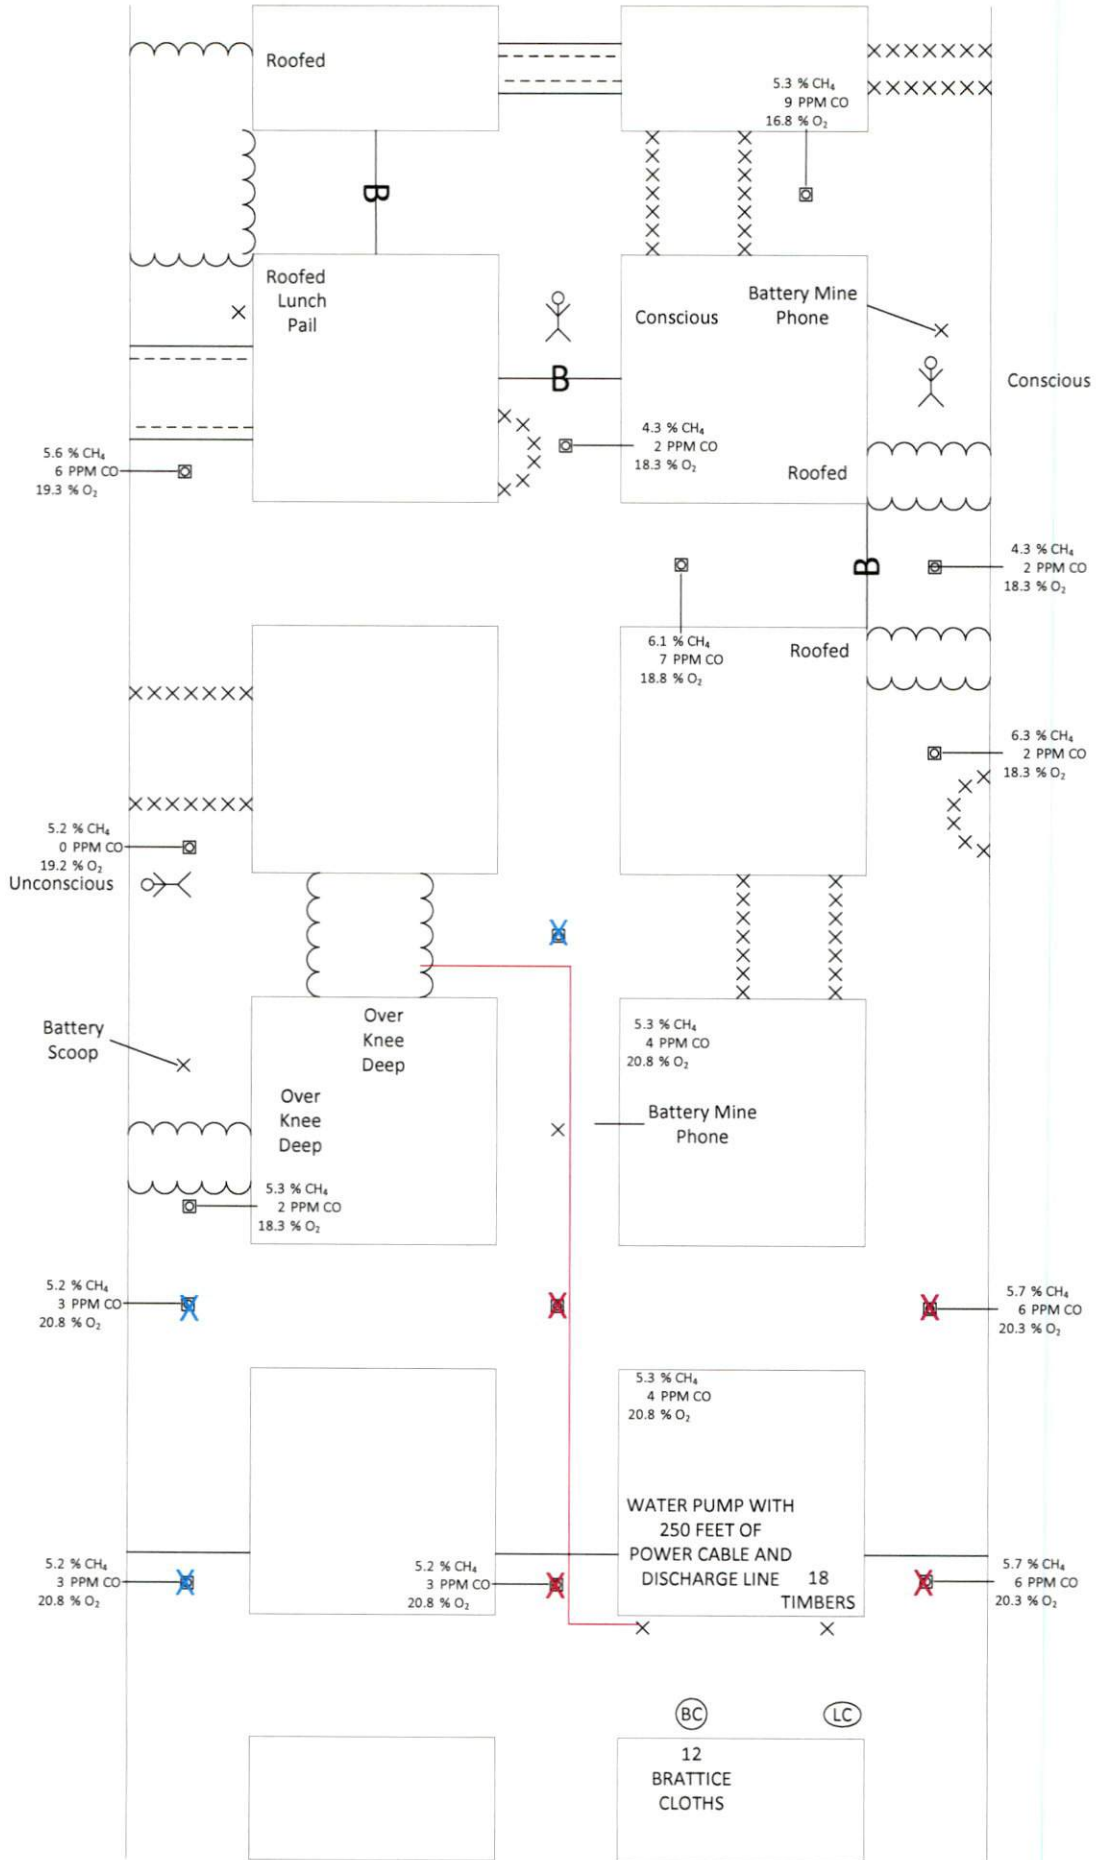 Roofed
5.3 % CH₄
9 PPM CO
16.8 % O₂
B
Roofed
Lunch
Pail
Conscious
Battery Mine
Phone
B
Conscious
4.3 % CH₄
2 PPM CO
18.3 % O₂
5.6 % CH₄
6 PPM CO
19.3 % O₂
Roofed
B
4.3 % CH₄
2 PPM CO
18.3 % O₂
6.1 % CH₄
7 PPM CO
18.8 % O₂
Roofed
6.3 % CH₄
2 PPM CO
18.3 % O₂
5.2 % CH₄
0 PPM CO
19.2 % O₂
Unconscious
Battery
Scoop
Over
Knee
Deep
Over
Knee
Deep
5.3 % CH₄
4 PPM CO
20.8 % O₂
Battery Mine
Phone
5.3 % CH₄
2 PPM CO
18.3 % O₂
5.2 % CH₄
3 PPM CO
20.8 % O₂
5.7 % CH₄
6 PPM CO
20.3 % O₂
5.3 % CH₄
4 PPM CO
20.8 % O₂
WATER PUMP WITH
250 FEET OF
POWER CABLE AND
DISCHARGE LINE
18
TIMBERS
5.2 % CH₄
3 PPM CO
20.8 % O₂
5.2 % CH₄
3 PPM CO
20.8 % O₂
5.7 % CH₄
6 PPM CO
20.3 % O₂
BC
LC
12
BRATTICE
CLOTHS